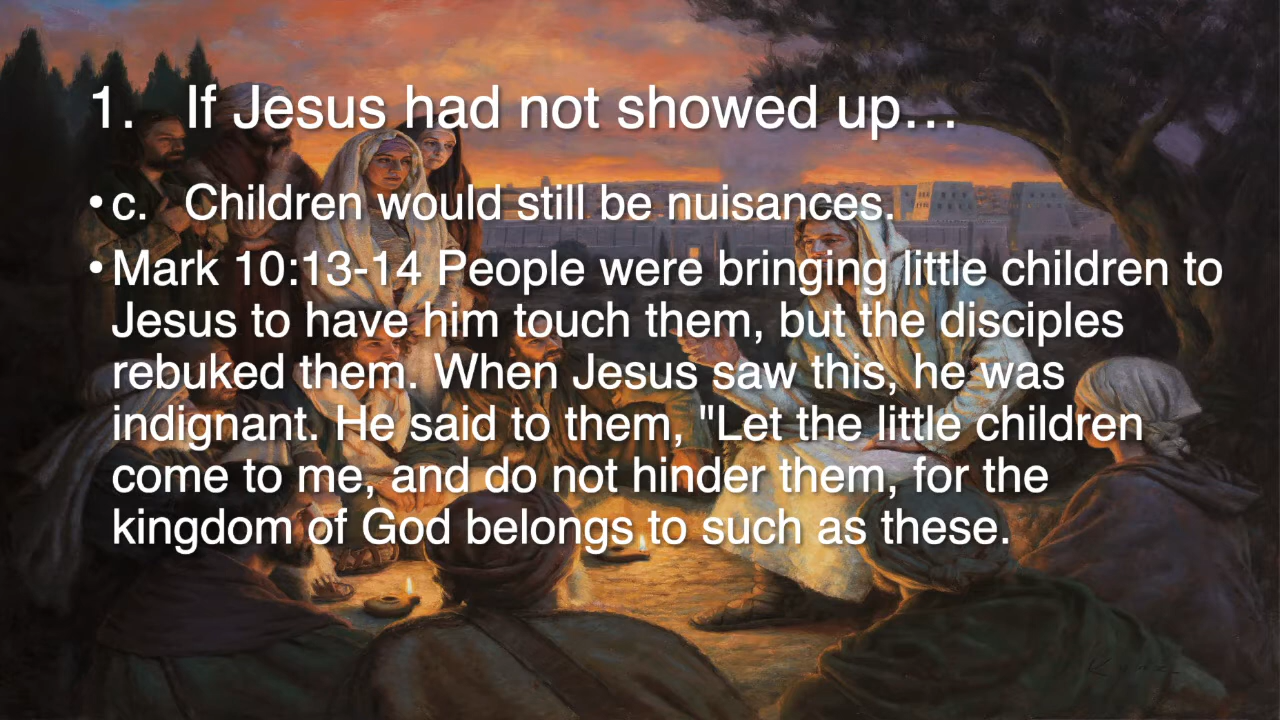 1. If Jesus had not showed up…
• c. Children would still be nuisances.
• Mark 10:13-14 People were bringing little children to
Jesus to have him touch them, but the disciples
rebuked them. When Jesus saw this, he was
indignant. He said to them, "Let the little children
come to me, and do not hinder them, for the
kingdom of God belongs to such as these.